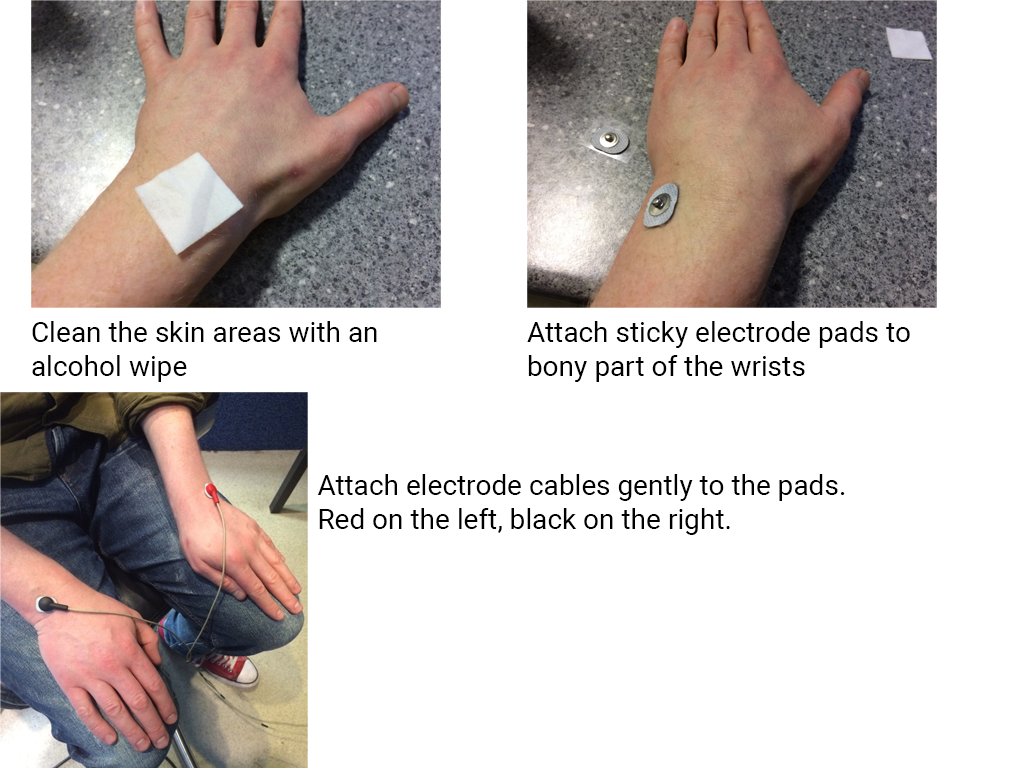 Clean the skin areas with an
alcohol wipe
Attach sticky electrode pads to
bony part of the wrists
Attach electrode cables gently to the pads.
Red on the left, black on the right.